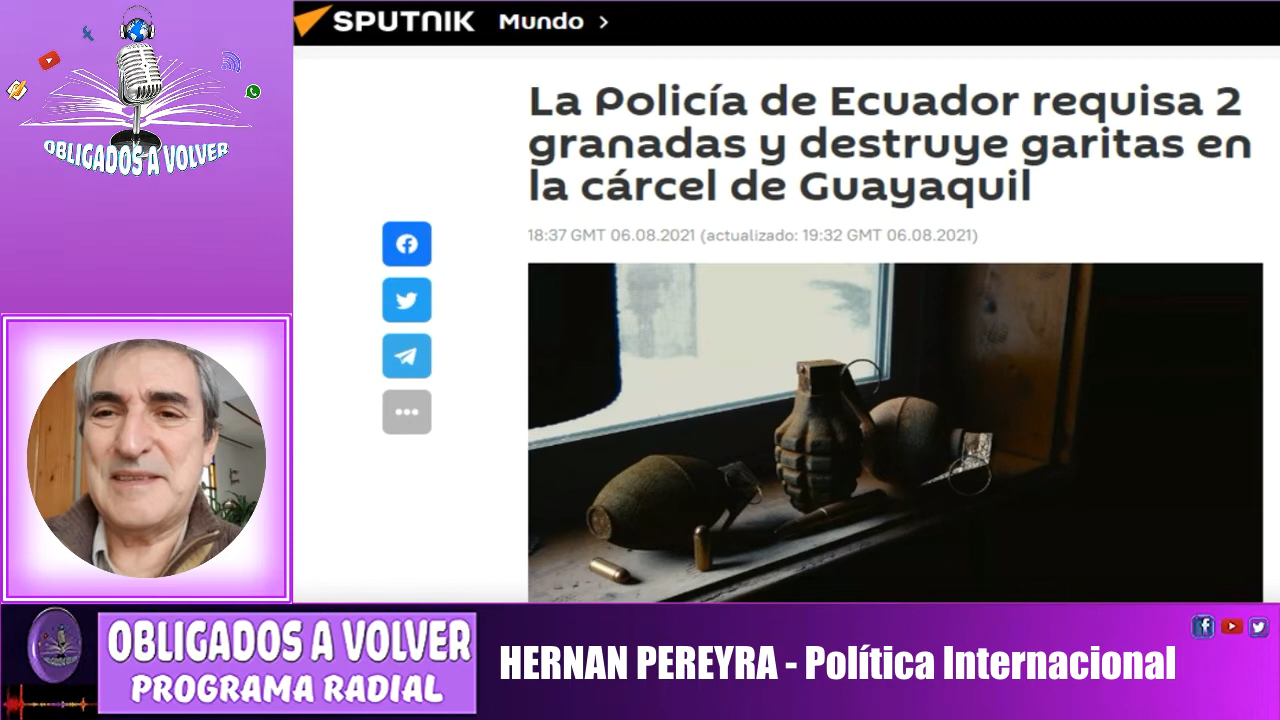 OBLIGADOS A VOLVER
SPUTNIK Mundo >
La Policía de Ecuador requisa 2
granadas y destruye garitas en
la cárcel de Guayaquil
18:37 GMT 06.08.2021 (actualizado: 19:32 GMT 06.08.2021)
OBLIGADOS A VOLVER
PROGRAMA RADIAL
HERNAN PEREYRA - Política Internacional